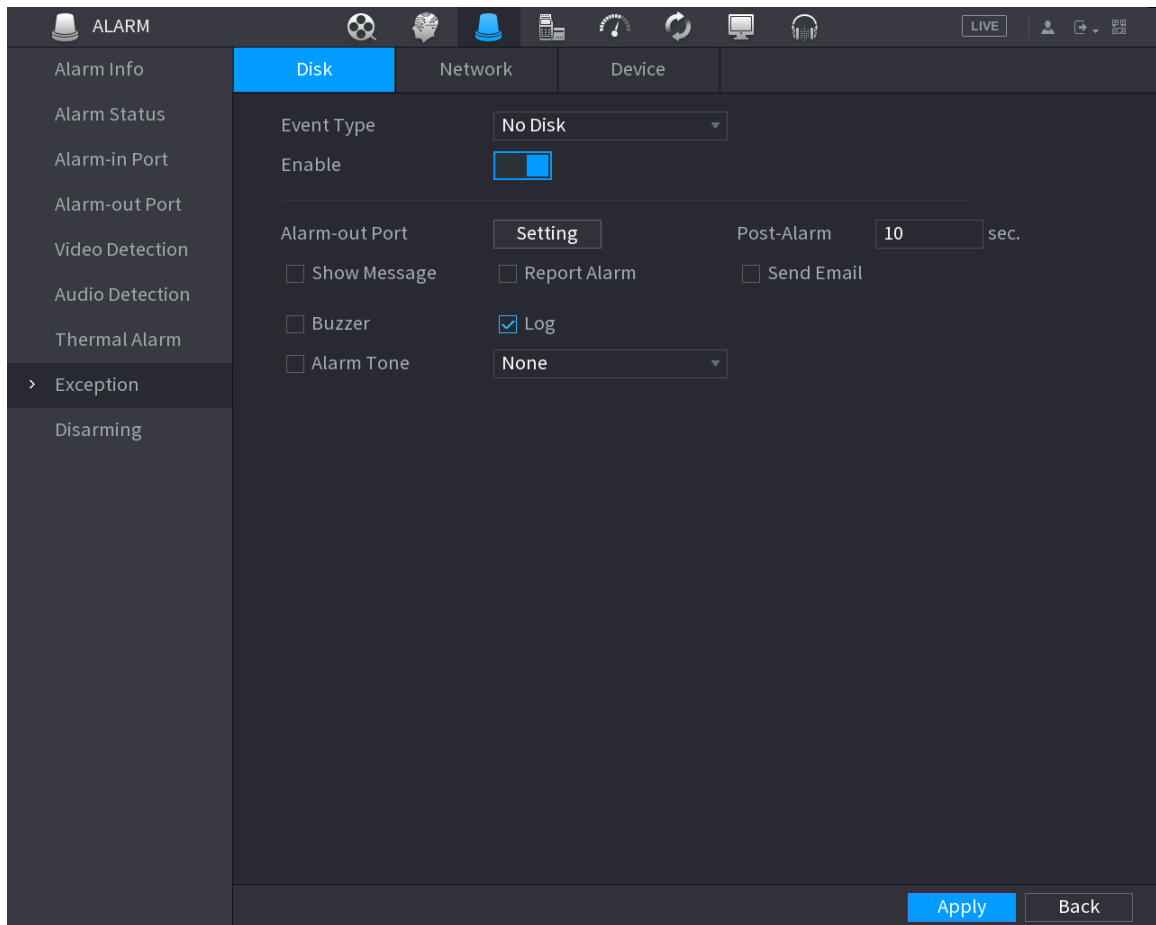 ALARM
LIVE
Alarm Info
Alarm Status
Alarm-in Port
Alarm-out Port
Video Detection
Audio Detection
Thermal Alarm
Exception
Disarming
Disk Network Device
Event Type No Disk
Enable
Alarm-out Port Setting Post-Alarm 10 sec.
Show Message Report Alarm Send Email
Buzzer Log
Alarm Tone None
Apply Back